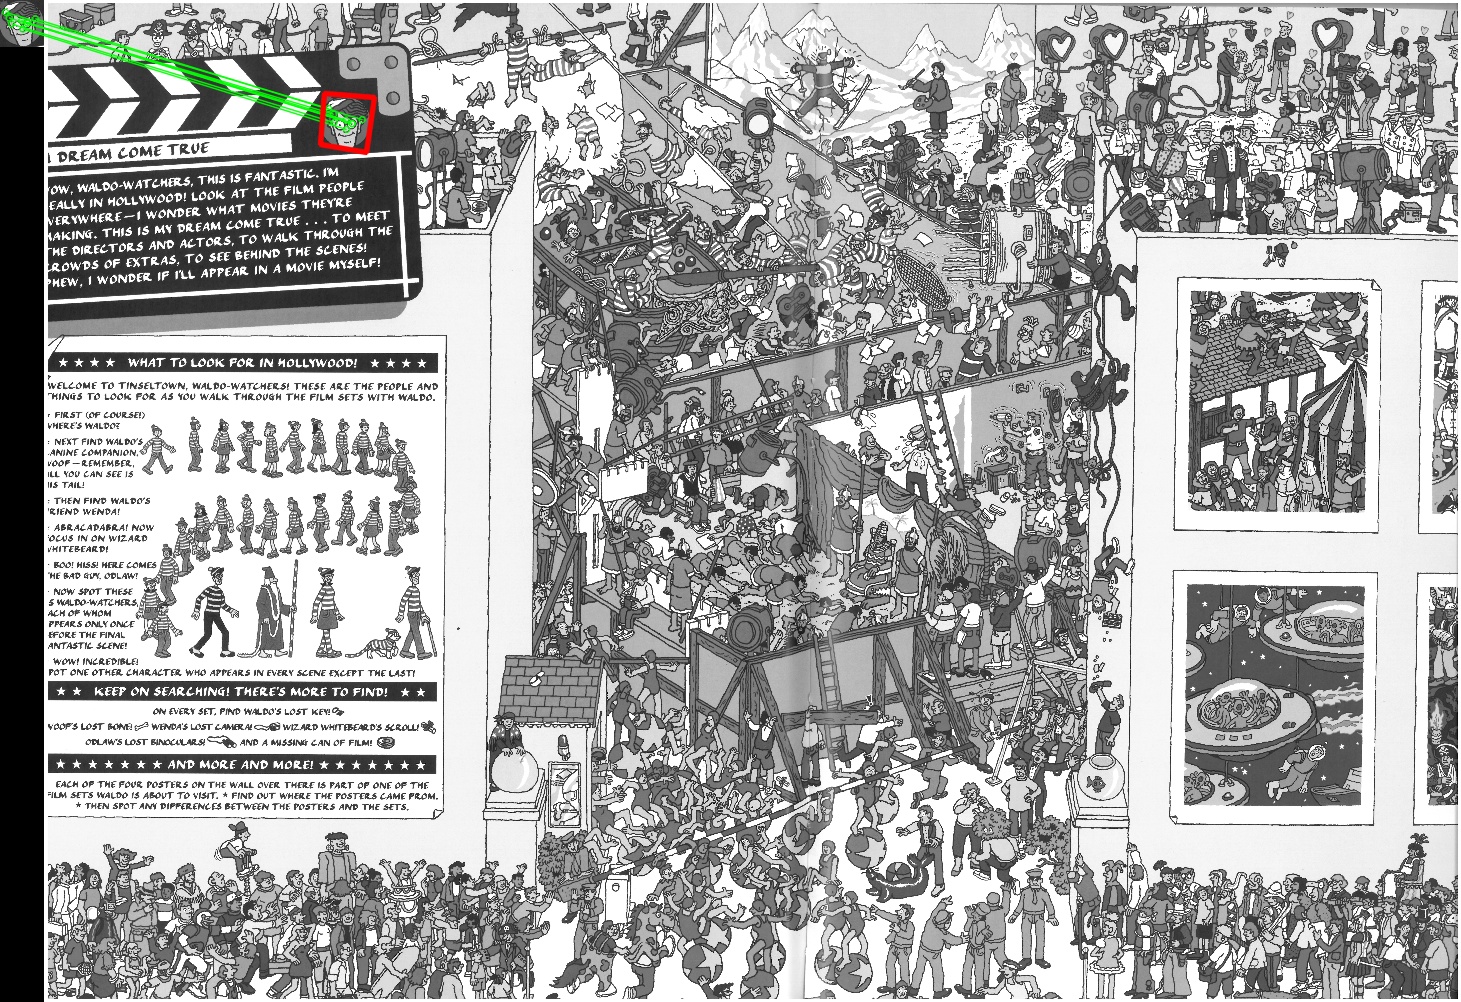 DREAM COME TRUE
OW, WALDO-WATCHERS, THIS IS FANTASTIC. I'M
EALLY IN HOLLYWOOD! LOOK AT THE FILM PEOPLE
VERYWHERE—I WONDER WHAT MOVIES THEY'RE
AKING. THIS IS MY DREAM COME TRUE . . . TO MEET
THE DIRECTORS AND ACTORS, TO WALK THROUGH THE
CROWDS OF EXTRAS, TO SEE BEHIND THE SCENES!
PHEW, I WONDER IF I'LL APPEAR IN A MOVIE MYSELF!
★ ★ ★ ★ WHAT TO LOOK FOR IN HOLLYWOOD! ★ ★ ★ ★
WELCOME TO TINSELTOWN, WALDO-WATCHERS! THESE ARE THE PEOPLE AND
THINGS TO LOOK FOR AS YOU WALK THROUGH THE FILM SETS WITH WALDO.
FIRST (OF COURSE!)
WHERE'S WALDO?
NEXT FIND WALDO'S
ANINE COMPANION,
WOOF—REMEMBER,
ALL YOU CAN SEE IS
HIS TAIL!
THEN FIND WALDO'S
FRIEND WENDA!
ABRACADABRA! NOW
FOCUS IN ON WIZARD
WHITEBEARD!
BOO! HISS! HERE COMES
THE BAD GUY, ODLAW!
NOW SPOT THESE
5 WALDO-WATCHERS,
EACH OF WHOM
APPEARS ONLY ONCE
BEFORE THE FINAL
FANTASTIC SCENE!
WOW! INCREDIBLE!
SPOT ONE OTHER CHARACTER WHO APPEARS IN EVERY SCENE EXCEPT THE LAST!
★ ★ KEEP ON SEARCHING! THERE'S MORE TO FIND! ★ ★
ON EVERY SET, FIND WALDO'S LOST KEY!
WOOF'S LOST BONE! WENDA'S LOST CAMERA! WIZARD WHITEBEARD'S SCROLL!
ODLAW'S LOST BINOCULARS! AND A MISSING CAN OF FILM!
★ ★ ★ ★ ★ ★ ★ AND MORE AND MORE! ★ ★ ★ ★ ★ ★ ★
EACH OF THE FOUR POSTERS ON THE WALL OVER THERE IS PART OF ONE OF THE
FILM SETS WALDO IS ABOUT TO VISIT. ★ FIND OUT WHERE THE POSTERS CAME FROM.
★ THEN SPOT ANY DIFFERENCES BETWEEN THE POSTERS AND THE SETS.